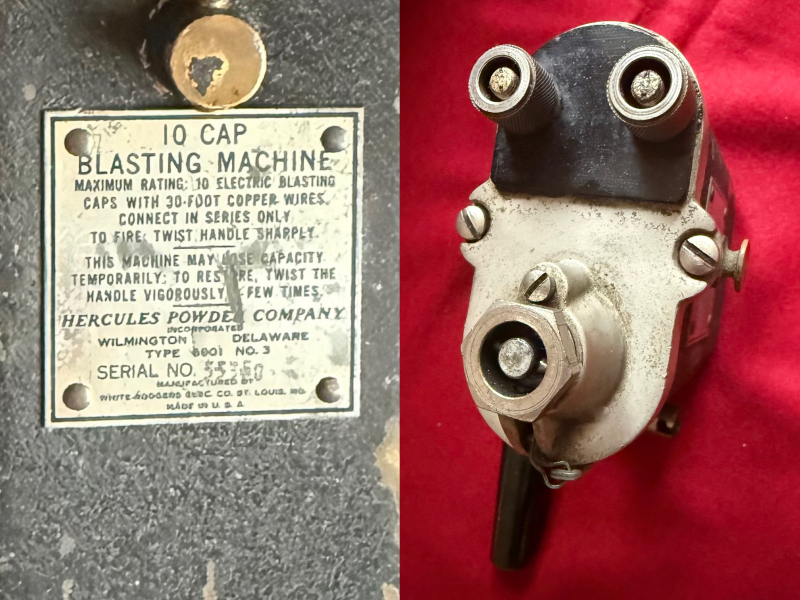 10 CAP
BLASTING MACHINE
MAXIMUM RATING: 10 ELECTRIC BLASTING
CAPS WITH 30-FOOT COPPER WIRES.
CONNECT IN SERIES ONLY
TO FIRE: TWIST HANDLE SHARPLY.
THIS MACHINE MAY LOSE CAPACITY
TEMPORARILY: TO RESTORE, TWIST THE
HANDLE VIGOROUSLY FEW TIMES.
HERCULES POWDER COMPANY
INCORPORATED
WILMINGTON DELAWARE
TYPE NO. 3
SERIAL NO.
MANUFACTURED BY
WHITE-RODGERS ELEC. CO. ST. LOUIS, MO.
MADE IN U.S.A.